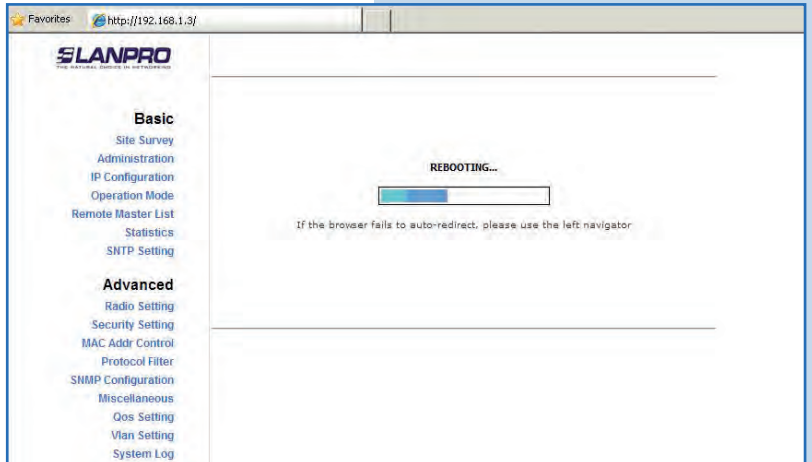 Favorites http://192.168.1.3/
SLANPRO
THE NATURAL CHOICE IN NETWORKING
Basic
Site Survey
Administration
IP Configuration
Operation Mode
Remote Master List
Statistics
SNTP Setting
Advanced
Radio Setting
Security Setting
MAC Addr Control
Protocol Filter
SNMP Configuration
Miscellaneous
Qos Setting
Vlan Setting
System Log
REBOOTING...
If the browser fails to auto-redirect, please use the left navigator